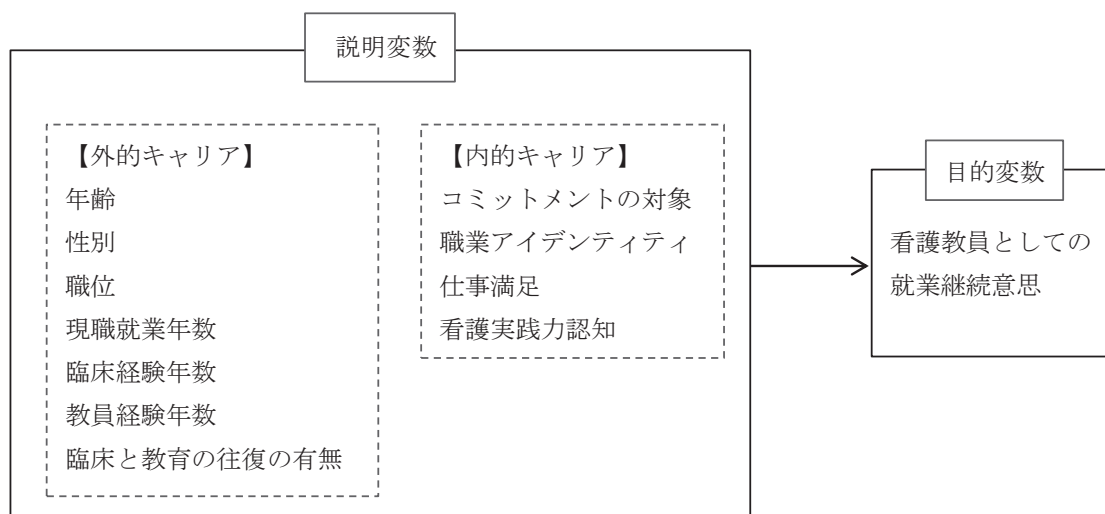 説明変数
【外的キャリア】
年齢
性別
職位
現職就業年数
臨床経験年数
教員経験年数
臨床と教育の往復の有無
【内的キャリア】
コミットメントの対象
職業アイデンティティ
仕事満足
看護実践力認知
目的変数
看護教員としての
就業継続意思